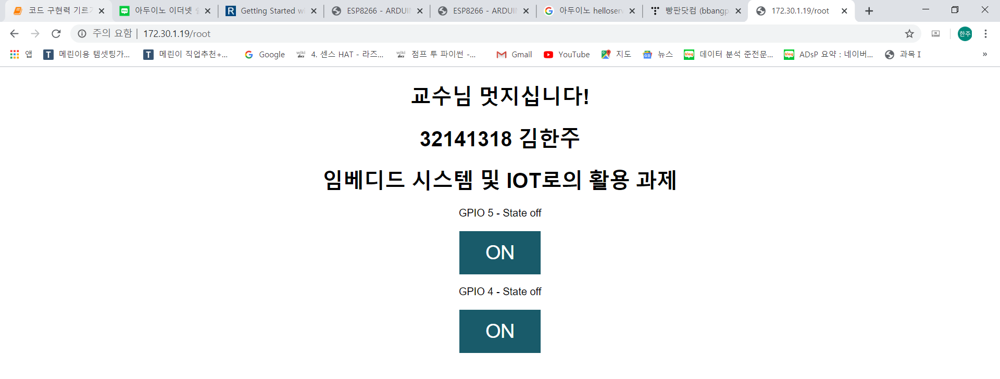 코드 구현력 기르기
아두이노 이더넷
Getting Started w
ESP8266 - ARDUI
ESP8266 - ARDUI
아두이노 helloserv
빵판닷컴 (bbangp
172.30.1.19/root
주의 요함 | 172.30.1.19/root
한주
앱
메린이용 템셋팅가...
메린이 직업추천+...
Google
4. 센스 HAT - 라즈...
점프 투 파이썬 -...
Gmail
YouTube
지도
뉴스
데이터 분석 준전문...
ADsP 요약 : 네이버...
과목 I
»
교수님 멋지십니다!
32141318 김한주
임베디드 시스템 및 IOT로의 활용 과제
GPIO 5 - State off
ON
GPIO 4 - State off
ON